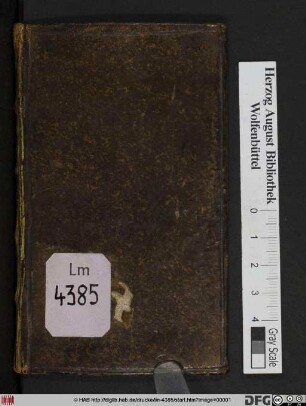 Lm
4385
Herzog August Bibliothek
Wolfenbüttel
0
1
2
3
4
Gray Scale
© HAB http://diglib.hab.de/drucke/lm-4385/start.htm?image=00001
DFG